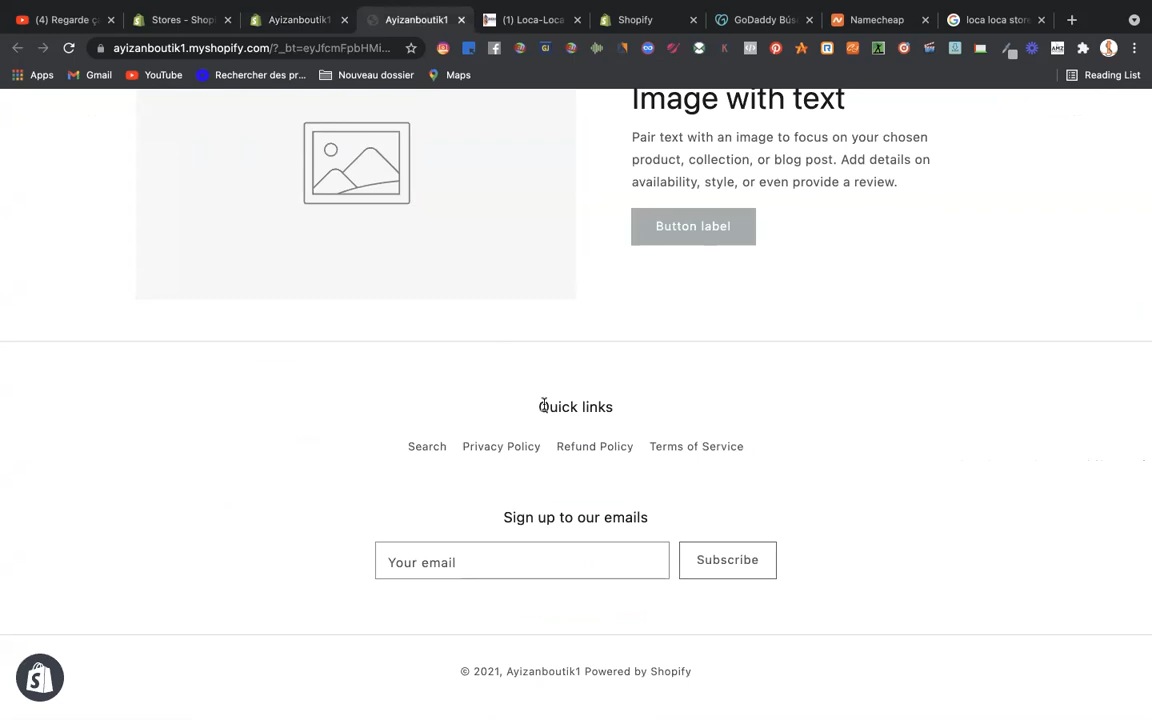 (4) Regarde ça
Stores - Shopi
Ayizanboutik1
Ayizanboutik1
(1) Loca-Loca
Shopify
GoDaddy Bús
Namecheap
loca loca store
ayizanboutik1.myshopify.com/?_bt=eyJfcmFpbHMi...
Apps
Gmail
YouTube
Rechercher des pr...
Nouveau dossier
Maps
Reading List
Image with text
Pair text with an image to focus on your chosen
product, collection, or blog post. Add details on
availability, style, or even provide a review.
Button label
Quick links
Search
Privacy Policy
Refund Policy
Terms of Service
Sign up to our emails
Your email
Subscribe
© 2021, Ayizanboutik1 Powered by Shopify